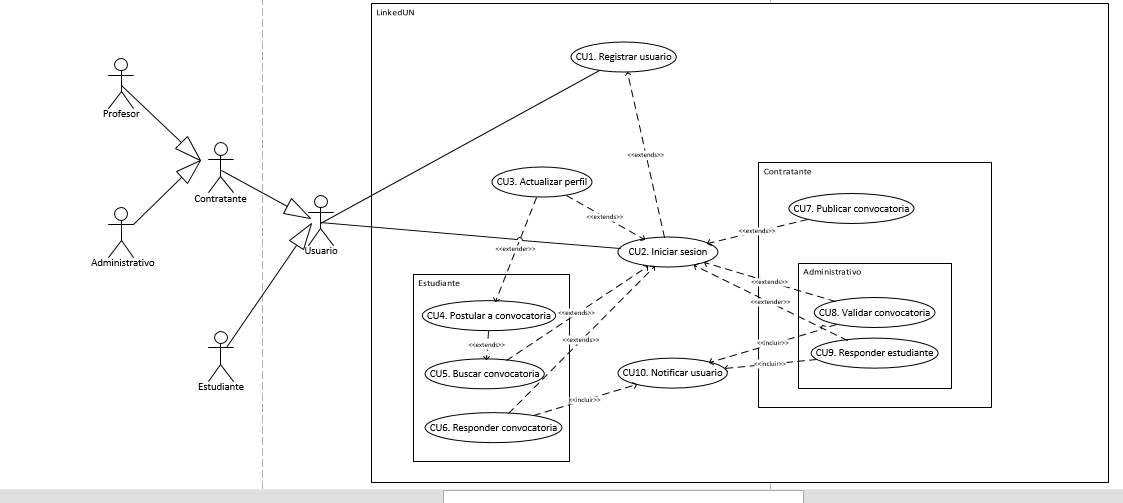 LinkedUN
CU1. Registrar usuario
Profesor
<<extends>>
Contratante
CU3. Actualizar perfil
Contratante
CU7. Publicar convocatoria
<<extends>>
<<extends>>
Usuario
<<extender>>
CU2. Iniciar sesion
Administrativo
Estudiante
Administrativo
<<extends>>
<<extender>>
CU4. Postular a convocatoria
<<extends>>
CU8. Validar convocatoria
<<extends>>
<<extends>>
<<incluir>>
CU9. Responder estudiante
<<incluir>>
CU5. Buscar convocatoria
CU10. Notificar usuario
Estudiante
<<incluir>>
CU6. Responder convocatoria